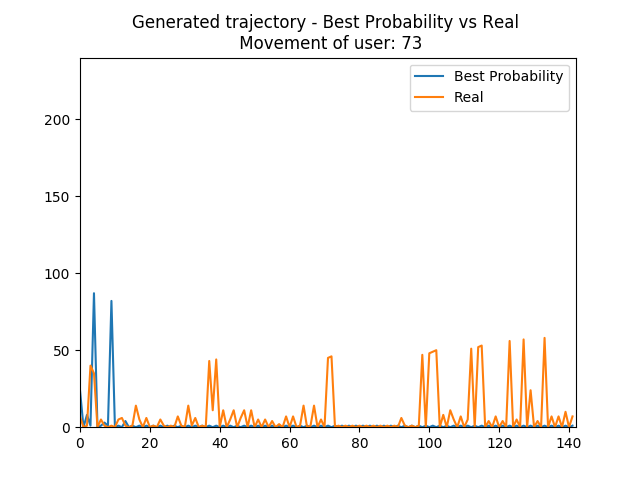 Generated trajectory - Best Probability vs Real
Movement of user: 73
Best Probability
Real
200
150
100
50
0
0 20 40 60 80 100 120 140